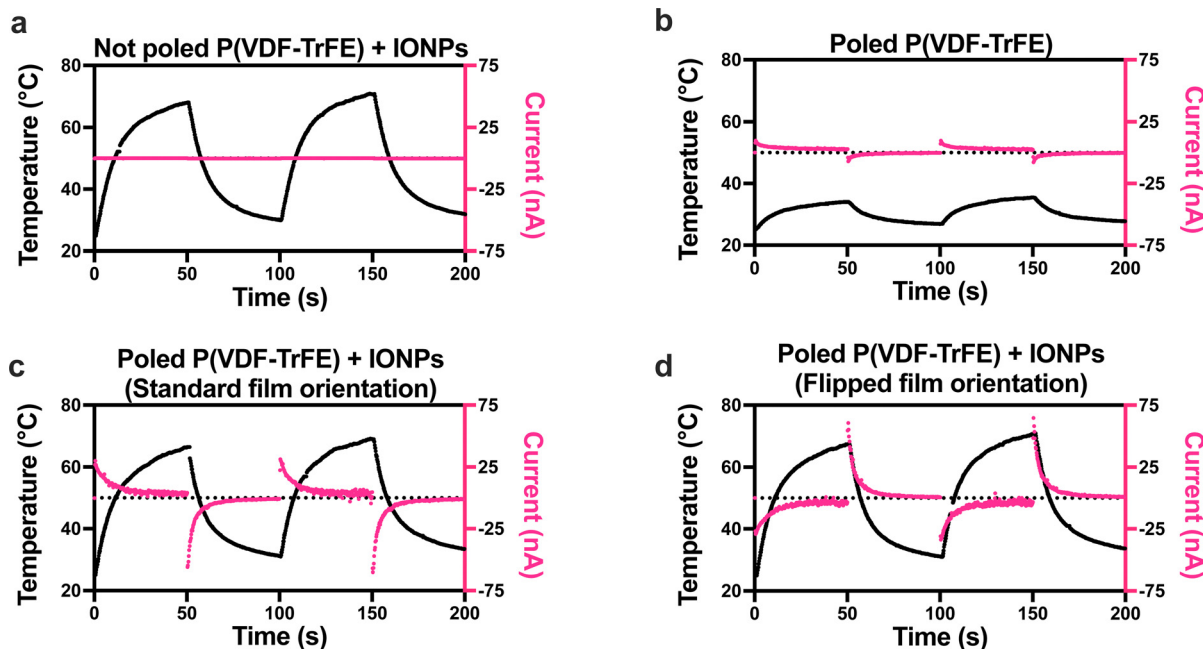 a
Not poled P(VDF-TrFE) + IONPs
80
60
40
20
Temperature (°C)
75
25
-25
-75
Current (nA)
0
50
100
150
200
Time (s)
b
Poled P(VDF-TrFE)
80
60
40
20
Temperature (°C)
75
25
-25
-75
Current (nA)
0
50
100
150
200
Time (s)
c
Poled P(VDF-TrFE) + IONPs
(Standard film orientation)
80
60
40
20
Temperature (°C)
75
25
-25
-75
Current (nA)
0
50
100
150
200
Time (s)
d
Poled P(VDF-TrFE) + IONPs
(Flipped film orientation)
80
60
40
20
Temperature (°C)
75
25
-25
-75
Current (nA)
0
50
100
150
200
Time (s)